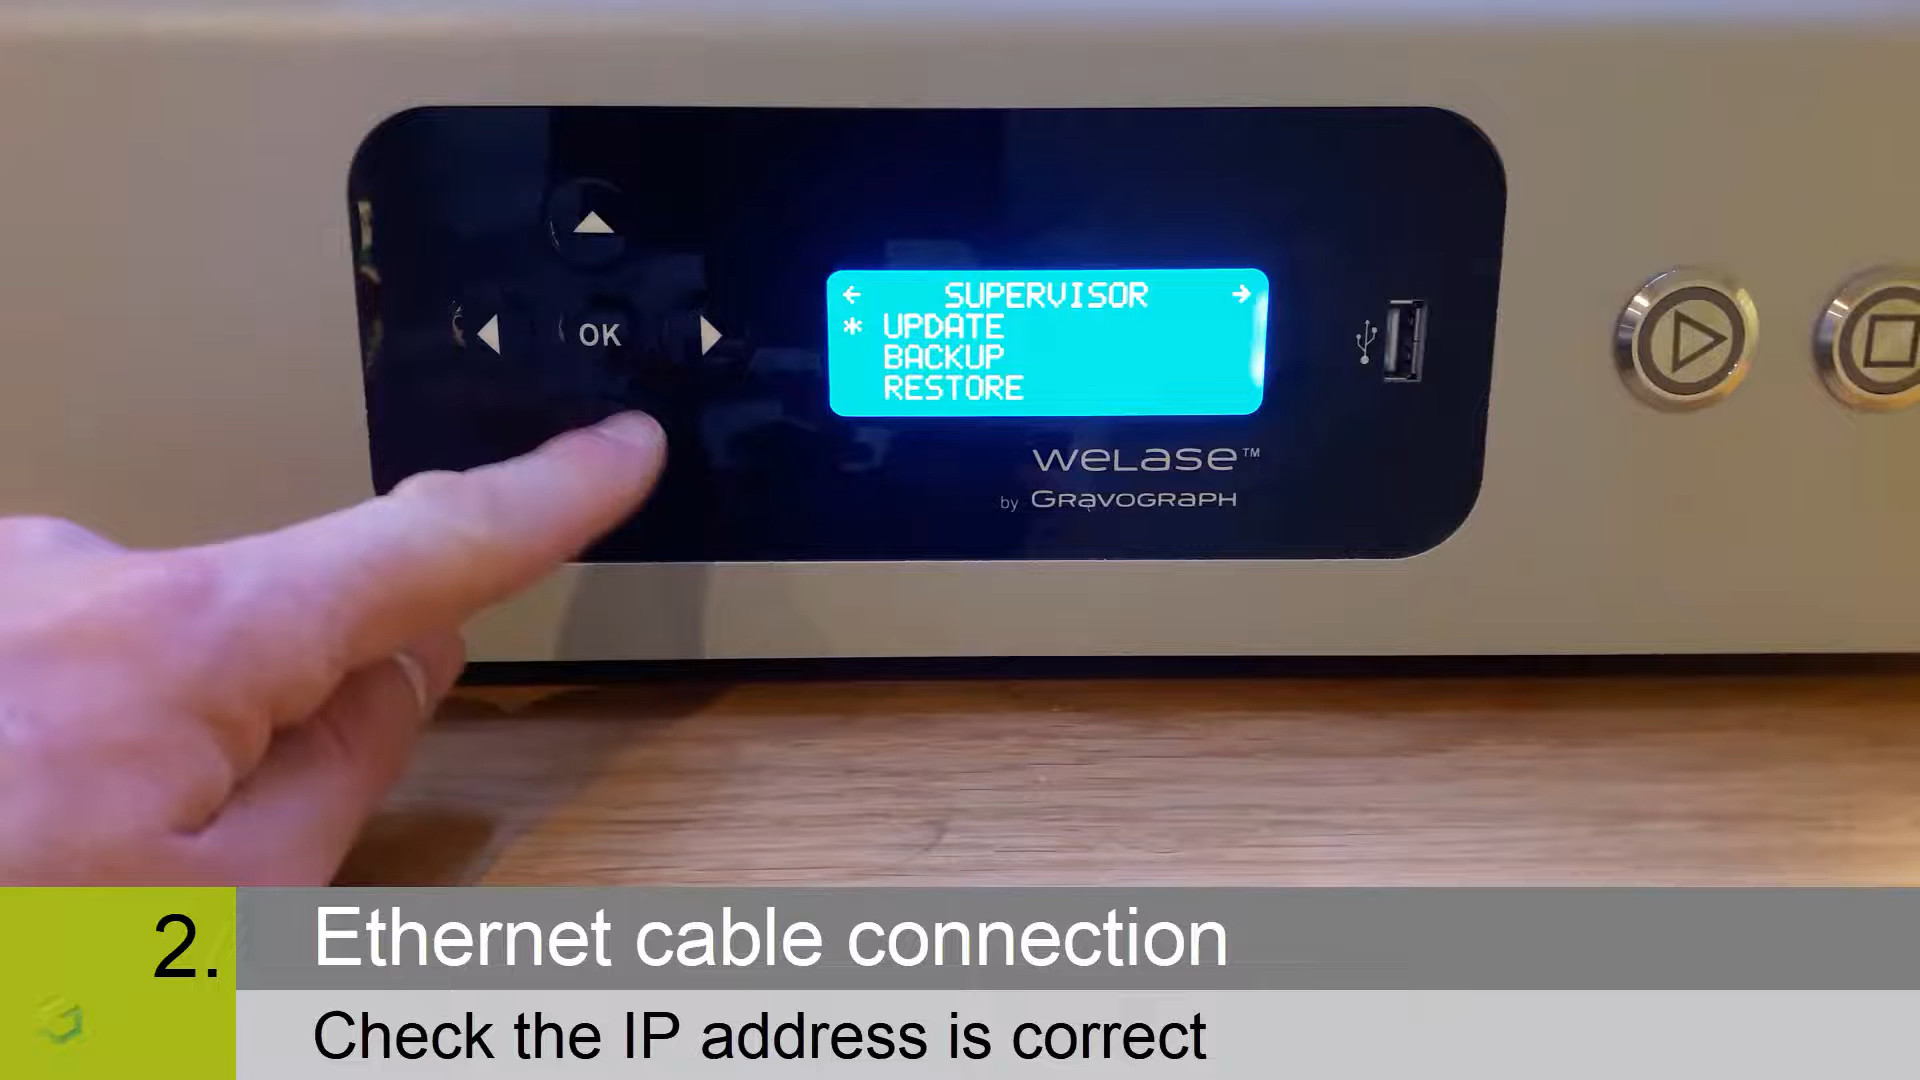 ← SUPERVISOR →
* UPDATE
BACKUP
RESTORE
OK
WeLase™
by Gravograph
2. Ethernet cable connection
Check the IP address is correct